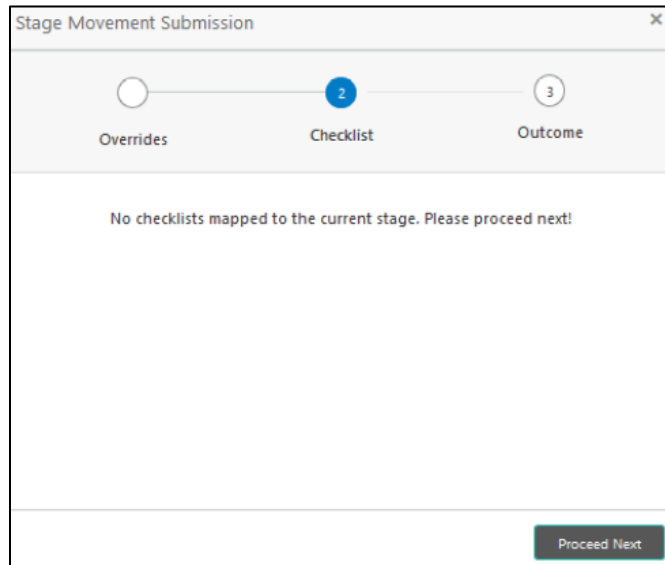 Stage Movement Submission
×
2
3
Overrides
Checklist
Outcome
No checklists mapped to the current stage. Please proceed next!
Proceed Next